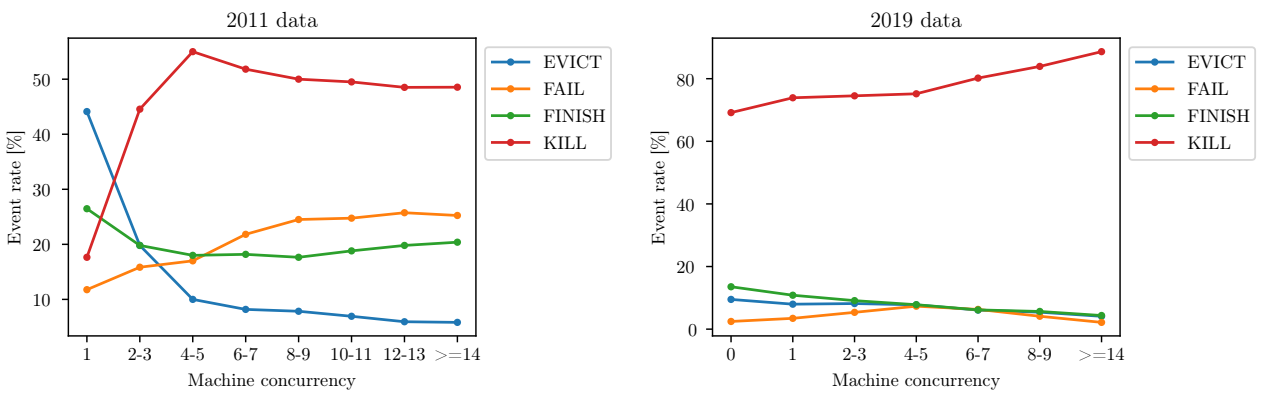 2011 data
50
40
30
20
10
Event rate [%]
1 2-3 4-5 6-7 8-9 10-11 12-13 >=14
Machine concurrency
EVICT
FAIL
FINISH
KILL
2019 data
80
60
40
20
0
Event rate [%]
0 1 2-3 4-5 6-7 8-9 >=14
Machine concurrency
EVICT
FAIL
FINISH
KILL